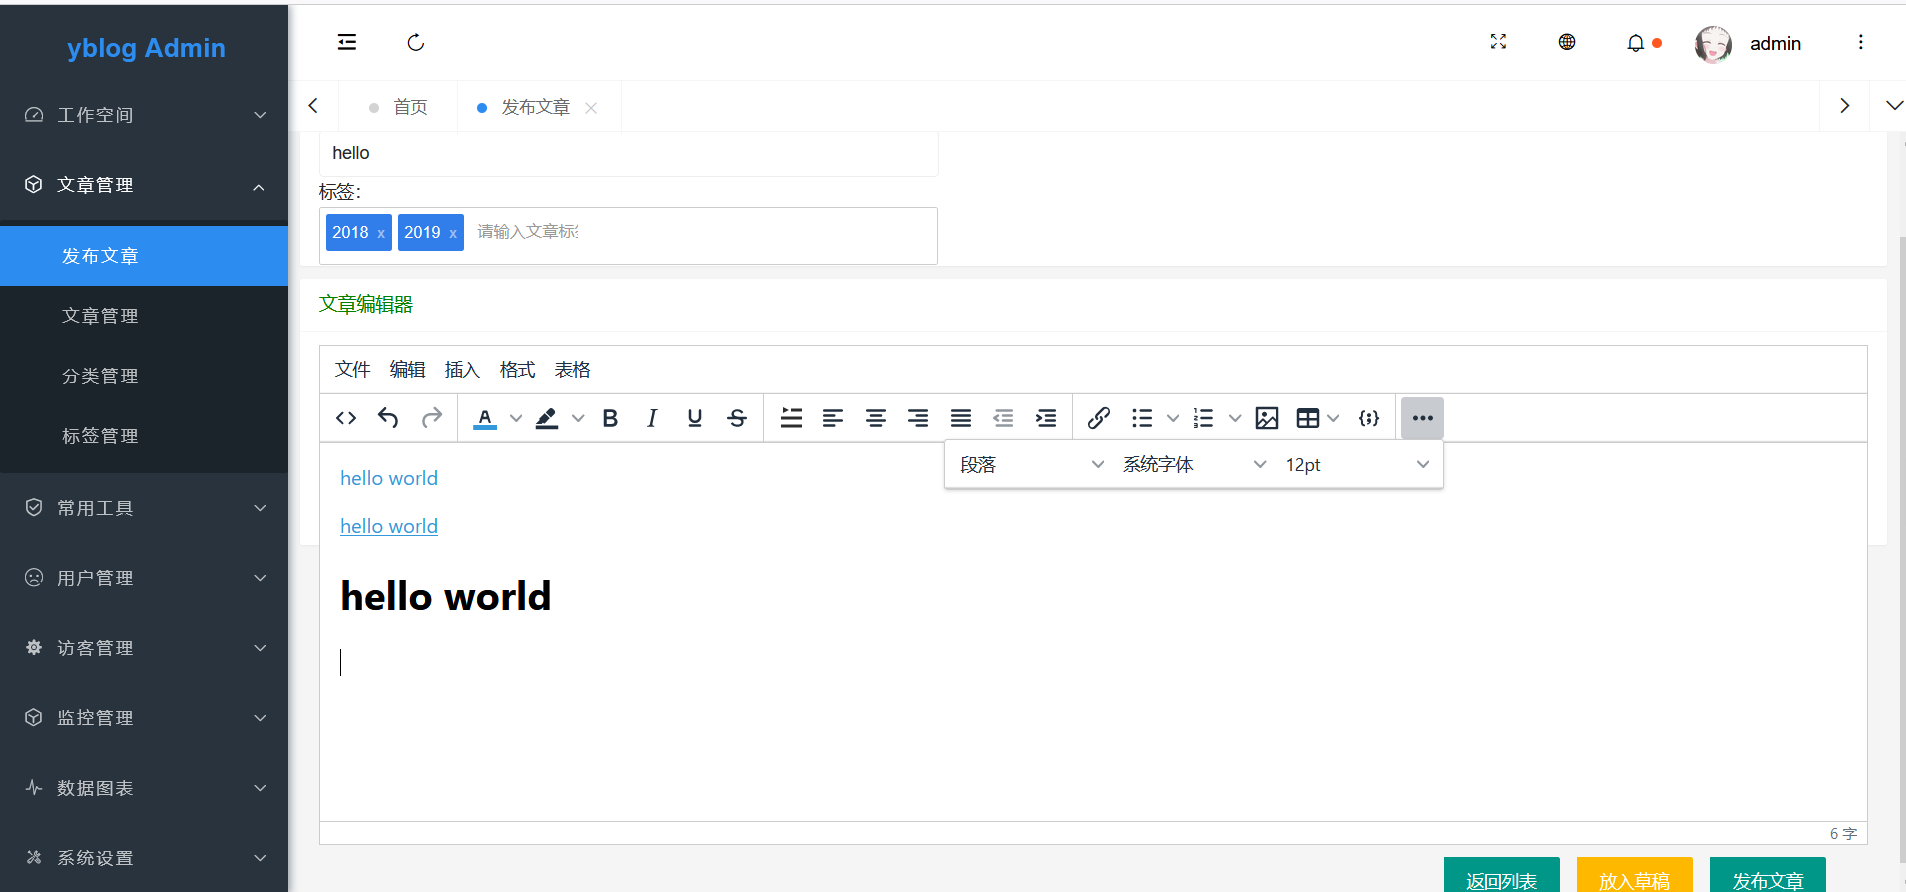 yblog Admin
admin
工作空间
首页
发布文章
hello
文章管理
标签:
2018 x
2019 x
请输入文章标签
发布文章
文章管理
分类管理
标签管理
文章编辑器
文件 编辑 插入 格式 表格
A B I U S
段落 系统字体 12pt
hello world
hello world
hello world
常用工具
用户管理
访客管理
监控管理
数据图表
系统设置
6 字
返回列表
放入草稿
发布文章